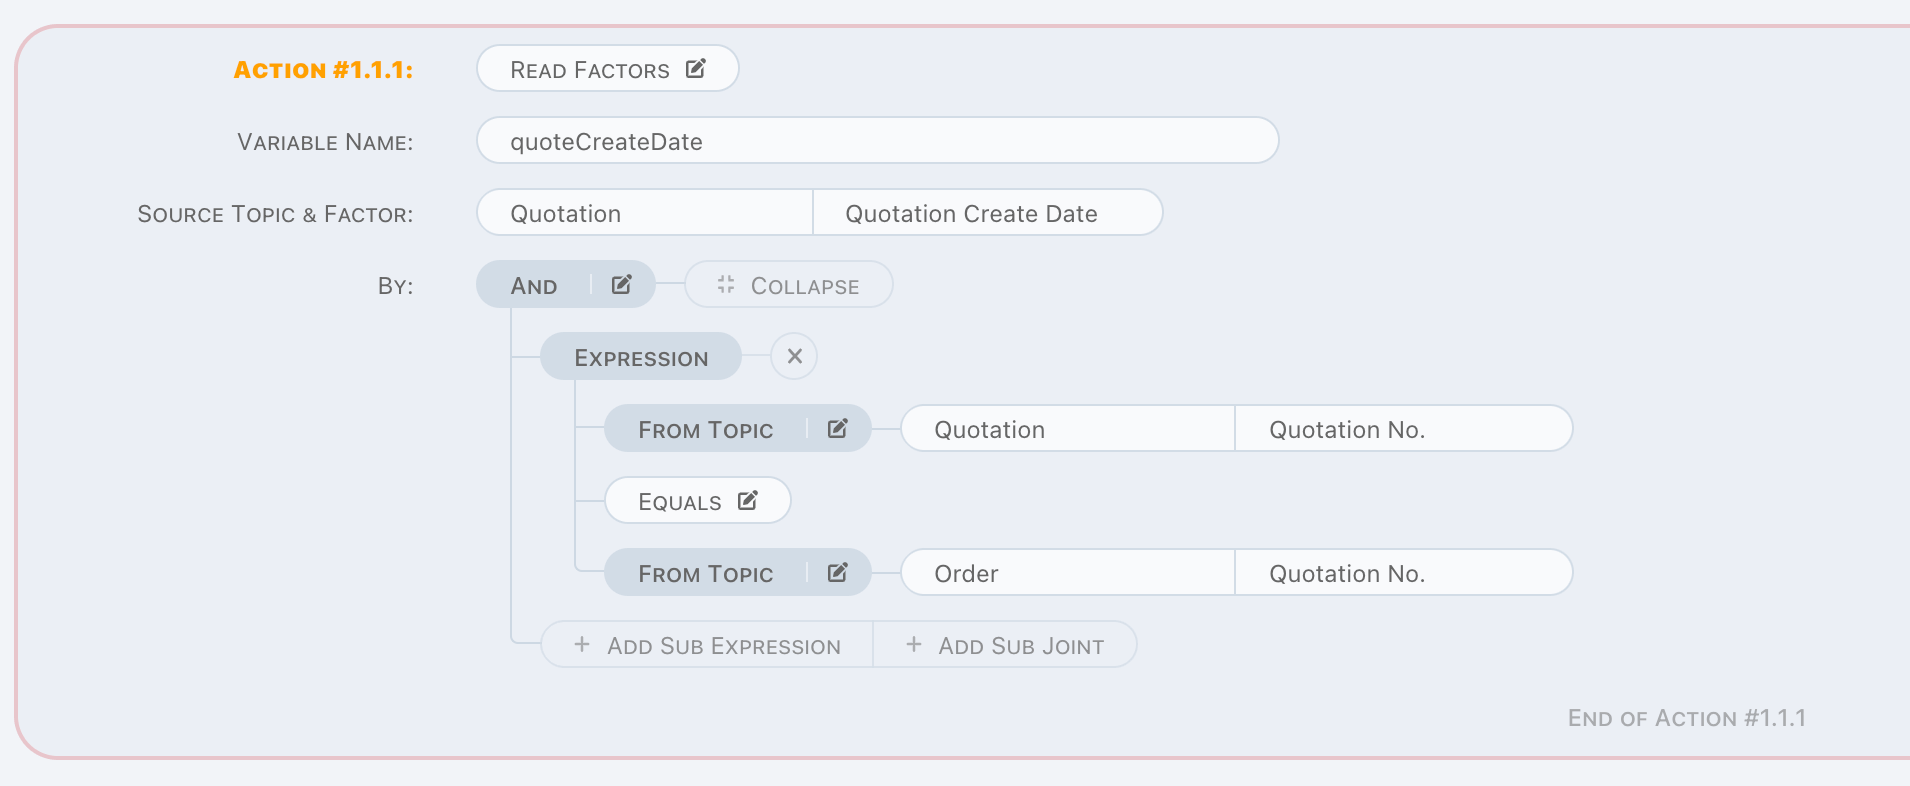 Action #1.1.1: Read Factors
Variable Name: quoteCreateDate
Source Topic & Factor: Quotation Quotation Create Date
By: And Collapse
Expression
From Topic Quotation Quotation No.
Equals
From Topic Order Quotation No.
+ Add Sub Expression + Add Sub Joint
End of Action #1.1.1